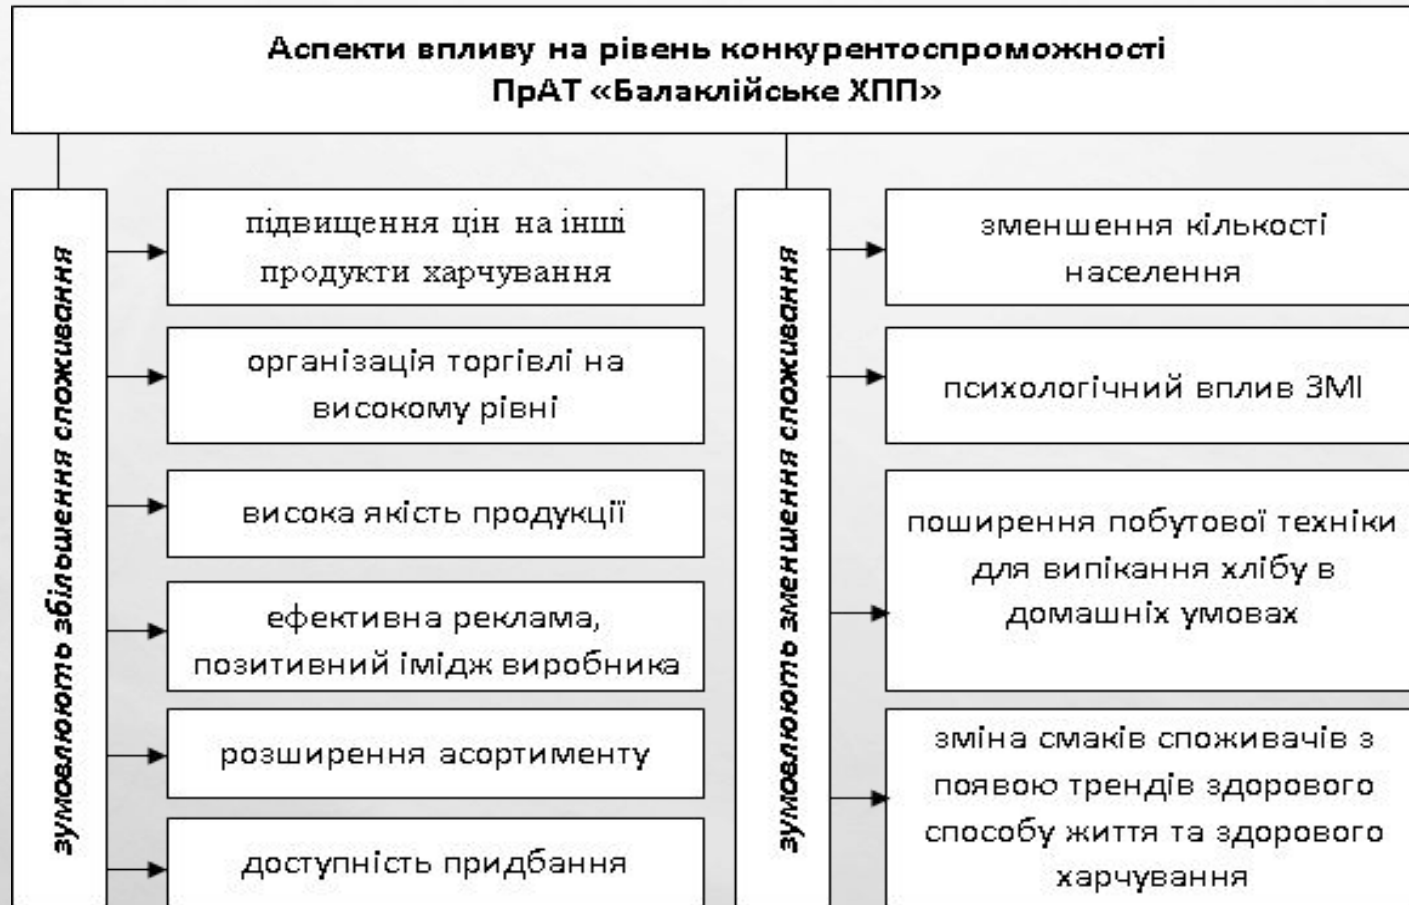 Аспекти впливу на рівень конкурентоспроможності
ПрАТ «Балаклійське ХПП»
зумовлюють збільшення споживання
підвищення цін на інші
продукти харчування
організація торгівлі на
високому рівні
висока якість продукції
ефективна реклама,
позитивний імідж виробника
розширення асортименту
доступність придбання
зумовлюють зменшення споживання
зменшення кількості
населення
психологічний вплив ЗМІ
поширення побутової техніки
для випікання хлібу в
домашніх умовах
зміна смаків споживачів з
появою трендів здорового
способу життя та здорового
харчування